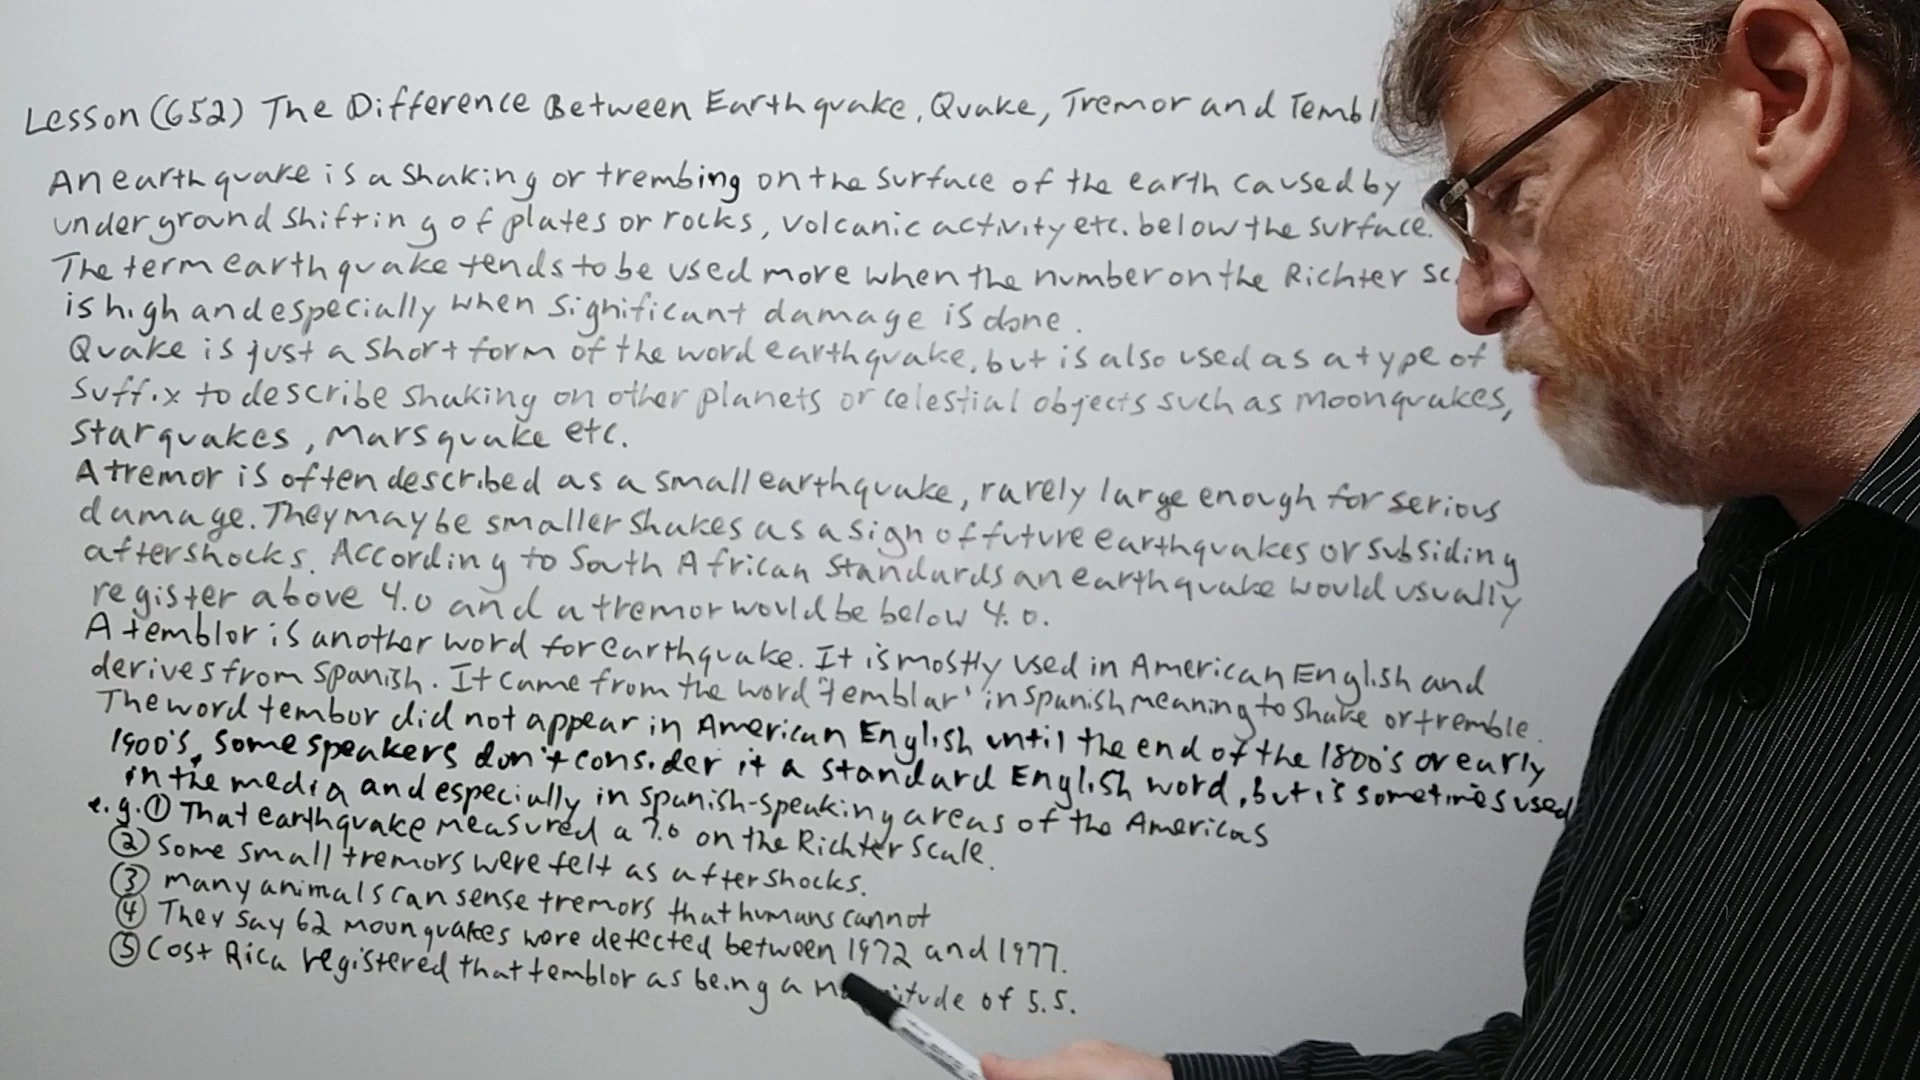 Lesson (652) The Difference Between Earthquake, Quake, Tremor and Tembl
An earthquake is a shaking or trembing on the surface of the earth caused by
underground shifting of plates or rocks, volcanic activity etc. below the surface.
The term earthquake tends to be used more when the number on the Richter sc
is high and especially when significant damage is done.
Quake is just a short form of the word earthquake, but is also used as a type of
suffix to describe shaking on other planets or celestial objects such as moonquakes,
starquakes, Marsquake etc.
A tremor is often described as a small earthquake, rarely large enough for serious
damage. They may be smaller shakes as a sign of future earthquakes or subsiding
aftershocks. According to South African standards an earthquake would usually
register above 4.0 and a tremor would be below 4.0.
A temblor is another word for earthquake. It is mostly used in American English and
derives from Spanish. It came from the word 'temblar' in Spanish meaning to shake or tremble.
The word tembor did not appear in American English until the end of the 1800's or early
1900's, some speakers don't consider it a standard English word, but is sometimes used
in the media and especially in Spanish-speaking areas of the Americas
e.g. ① That earthquake measured a 7.0 on the Richter Scale.
② Some small tremors were felt as aftershocks.
③ Many animals can sense tremors that humans cannot
④ They say 62 moonquakes were detected between 1972 and 1977.
⑤ Cost Rica registered that temblor as being a m itude of 5.5.